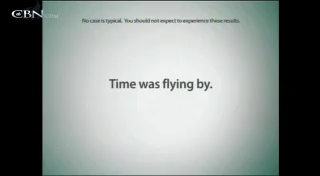 CBN.com
No case is typical. You should not expect to experience these results.
Time was flying by.